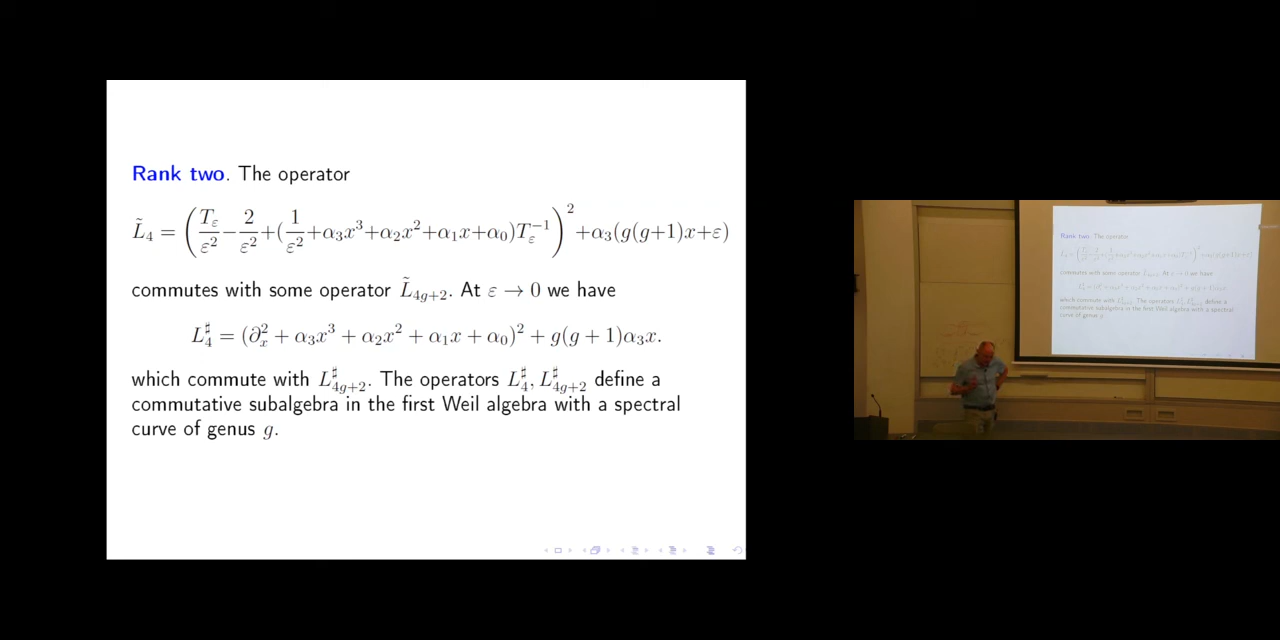 Rank two. The operator
L̃₄ = (T_ε/ε² − 2/ε² + (1/ε² + α₃x³ + α₂x² + α₁x + α₀)T_ε⁻¹)² + α₃(g(g+1)x+ε)
commutes with some operator L̃₄g₊₂. At ε → 0 we have
L₄^♯ = (∂ₓ² + α₃x³ + α₂x² + α₁x + α₀)² + g(g + 1)α₃x.
which commute with L^♯₄g₊₂. The operators L₄^♯, L^♯₄g₊₂ define a
commutative subalgebra in the first Weil algebra with a spectral
curve of genus g.